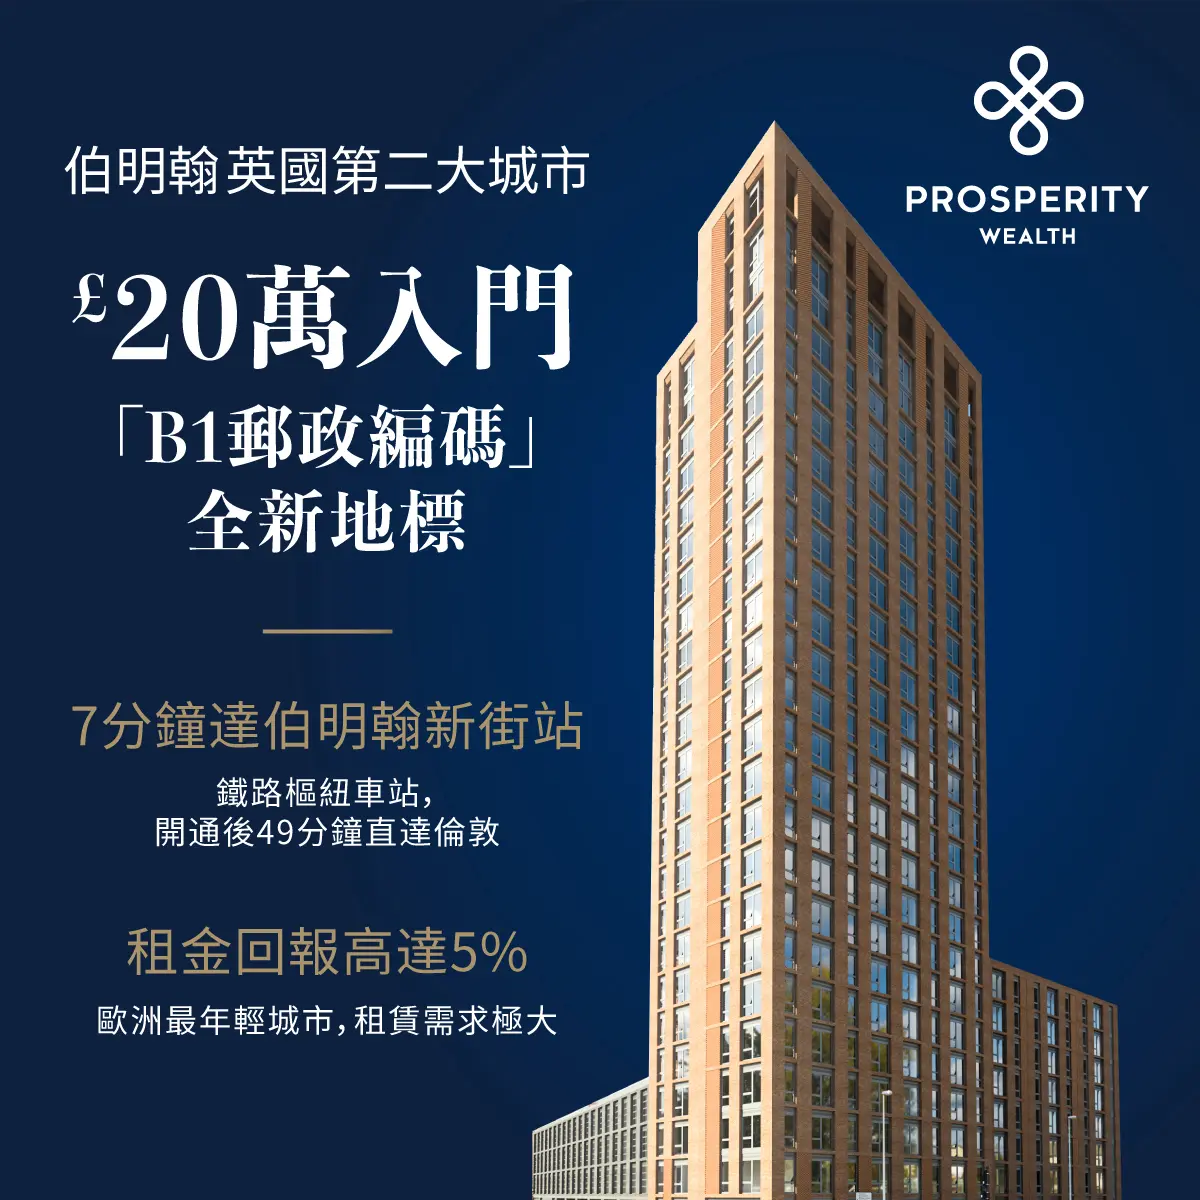 PROSPERITY
WEALTH
伯明翰英國第二大城市
£20萬入門
「B1郵政編碼」
全新地標
7分鐘達伯明翰新街站
鐵路樞紐車站，
開通後49分鐘直達倫敦
租金回報高達5%
歐洲最年輕城市，租賃需求極大